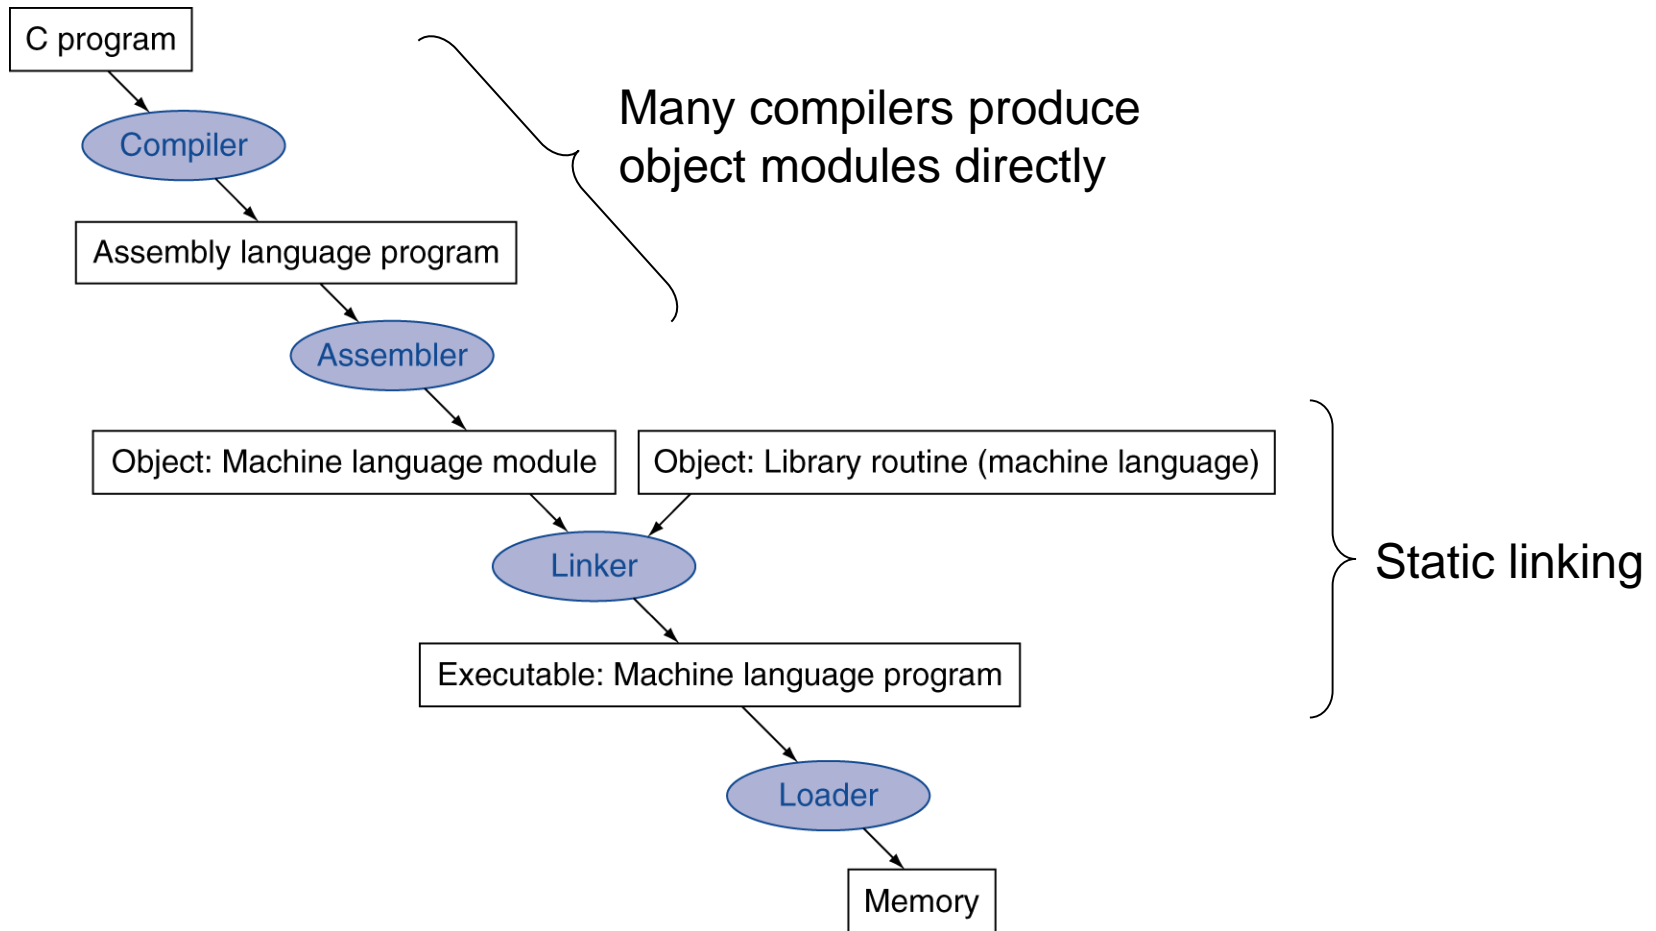 C program
Many compilers produce
object modules directly
Compiler
Assembly language program
Assembler
Object: Machine language module
Object: Library routine (machine language)
Linker
Static linking
Executable: Machine language program
Loader
Memory